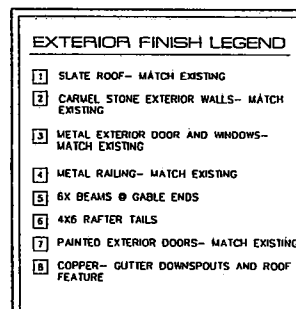 EXTERIOR FINISH LEGEND
1 SLATE ROOF- MATCH EXISTING
2 CARMEL STONE EXTERIOR WALLS- MATCH
EXISTING
3 METAL EXTERIOR DOOR AND WINDOWS-
MATCH EXISTING
4 METAL RAILING- MATCH EXISTING
5 6X BEAMS @ GABLE ENDS
6 4X6 RAFTER TAILS
7 PAINTED EXTERIOR DOORS- MATCH EXISTING
8 COPPER- GUTTER DOWNSPOUTS AND ROOF
FEATURE